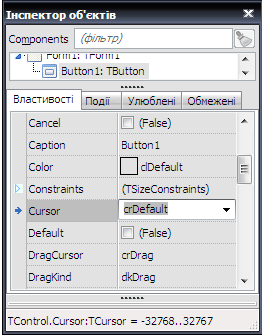 Інспектор об'єктів
Components (фільтр)
Form1: TForm1
Button1: TButton
Властивості Події Улюблені Обмежені
Cancel (False)
Caption Button1
Color clDefault
Constraints (TSizeConstraints)
Cursor crDefault
Default (False)
DragCursor crDrag
DragKind dkDrag
TControl.Cursor:TCursor = -32768..32767